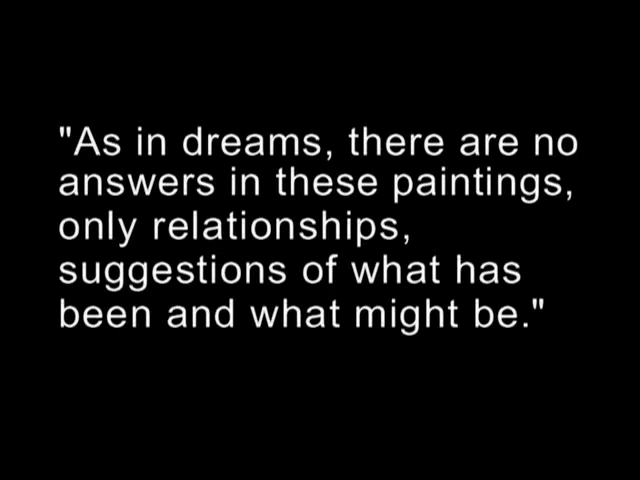 "As in dreams, there are no
answers in these paintings,
only relationships,
suggestions of what has
been and what might be."